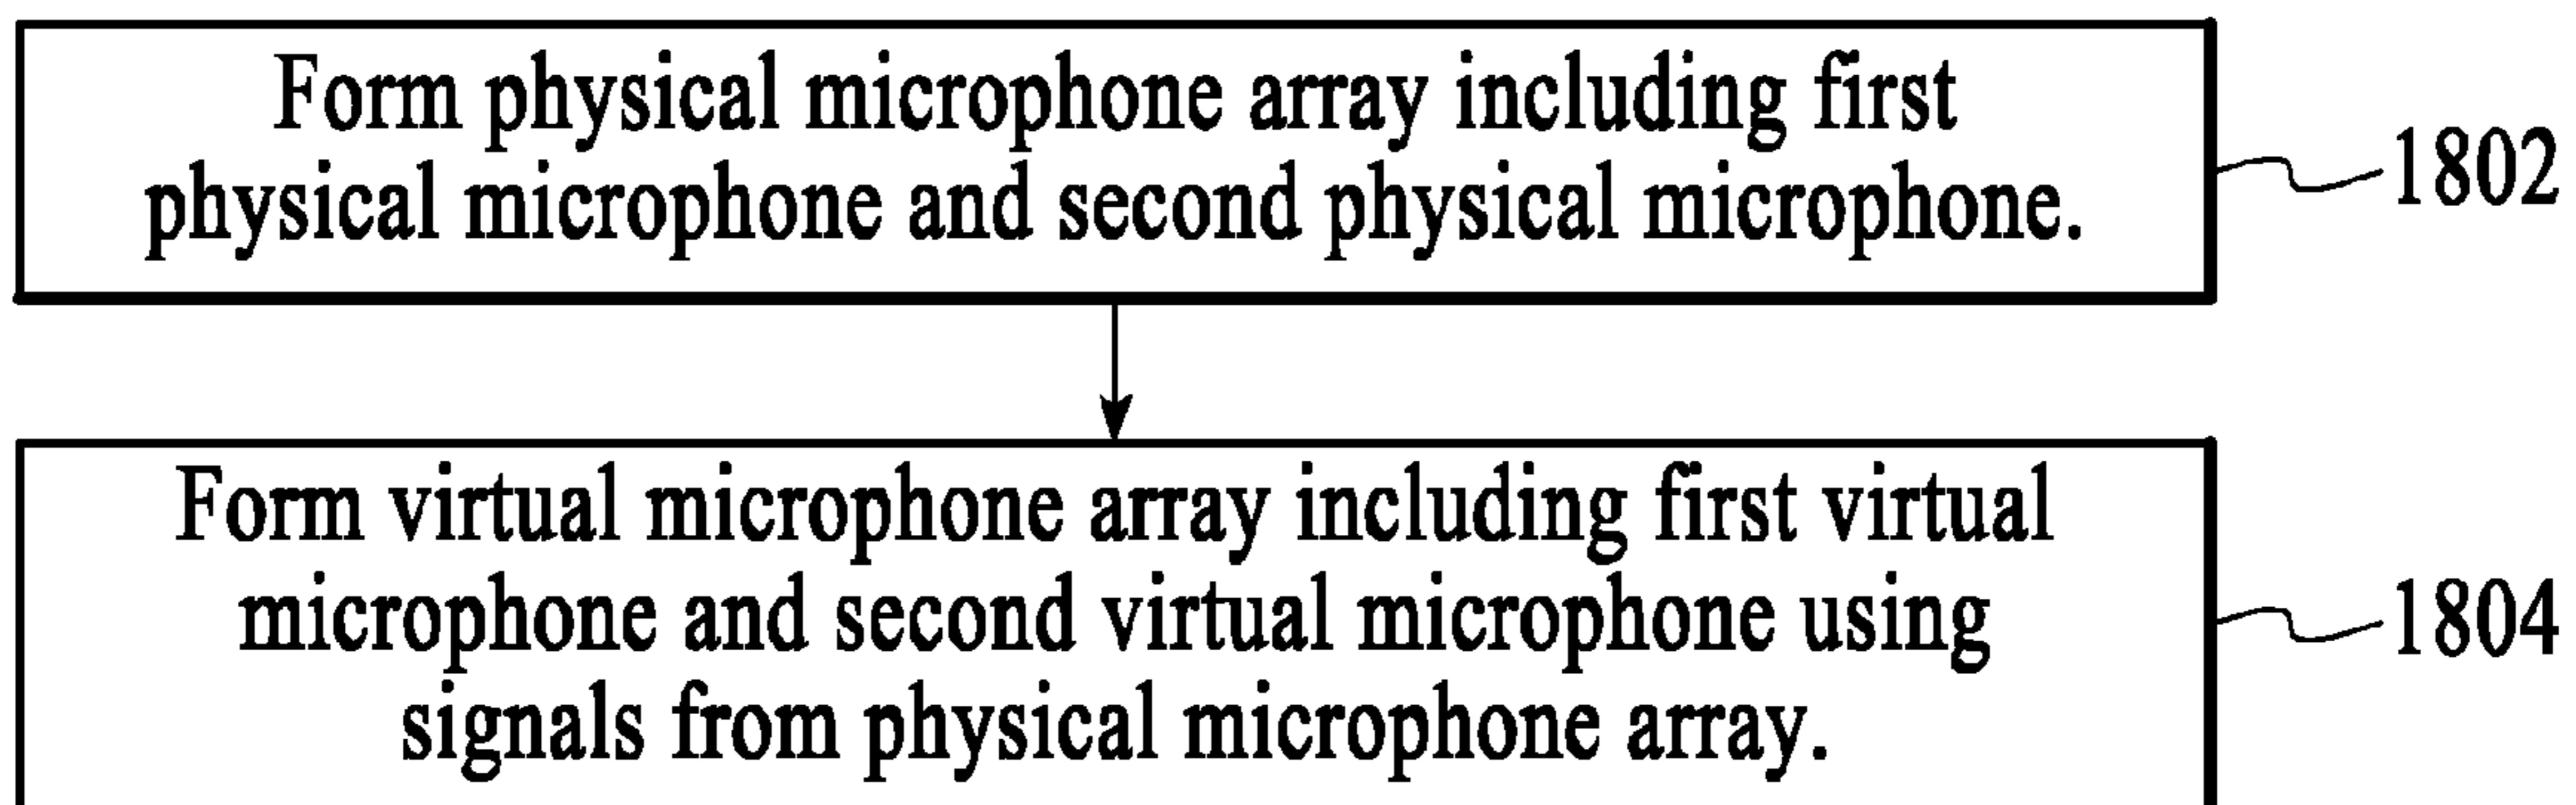 Form physical microphone array including first
physical microphone and second physical microphone.
1802
Form virtual microphone array including first virtual
microphone and second virtual microphone using
signals from physical microphone array.
1804